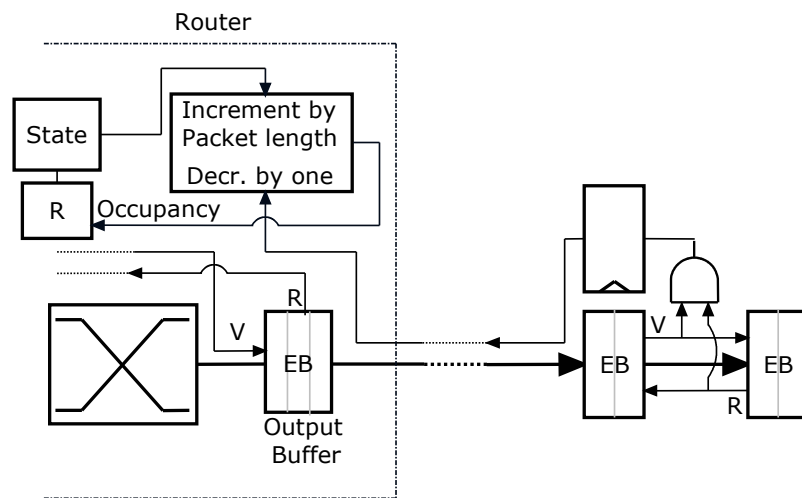 Router
Increment by
Packet length
Decr. by one
State
R
Occupancy
R
V
EB
Output
Buffer
V
EB
EB
R